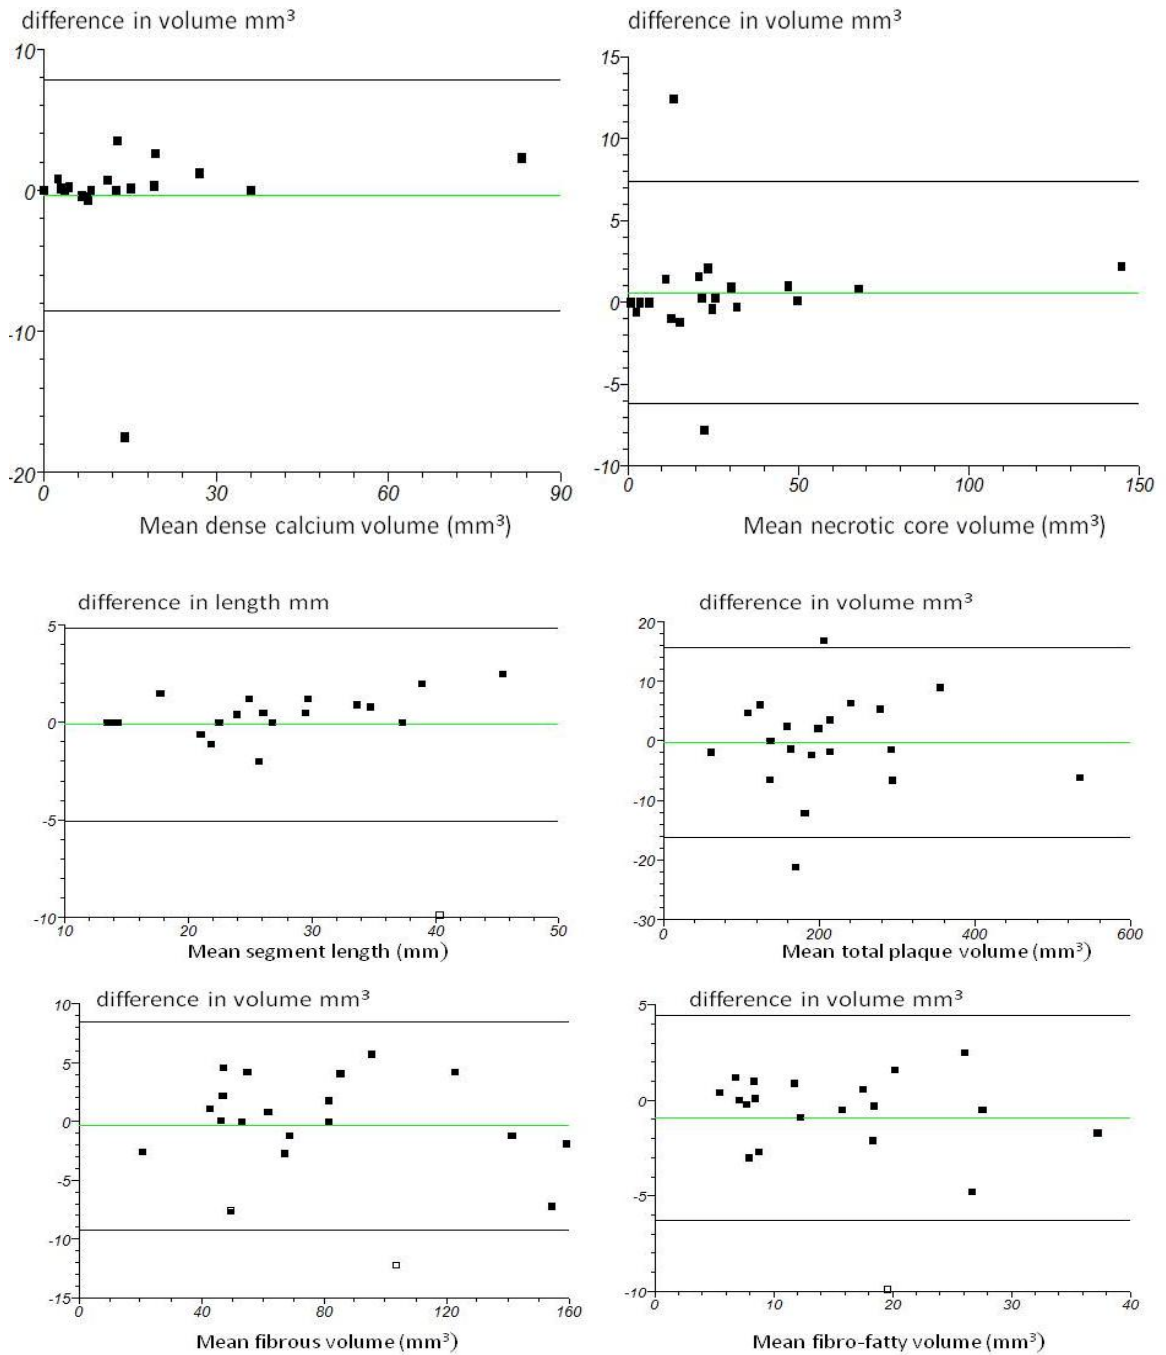 difference in volume mm³
10
0
-10
-20
0 30 60 90
Mean dense calcium volume (mm³)
difference in volume mm³
15
10
5
0
-5
-10
0 50 100 150
Mean necrotic core volume (mm³)
difference in length mm
5
0
-5
-10
10 20 30 40 50
Mean segment length (mm)
difference in volume mm³
20
10
0
-10
-20
-30
0 200 400 600
Mean total plaque volume (mm³)
difference in volume mm³
10
5
0
-5
-10
-15
0 40 80 120 160
Mean fibrous volume (mm³)
difference in volume mm³
5
0
-5
-10
0 10 20 30 40
Mean fibro-fatty volume (mm³)